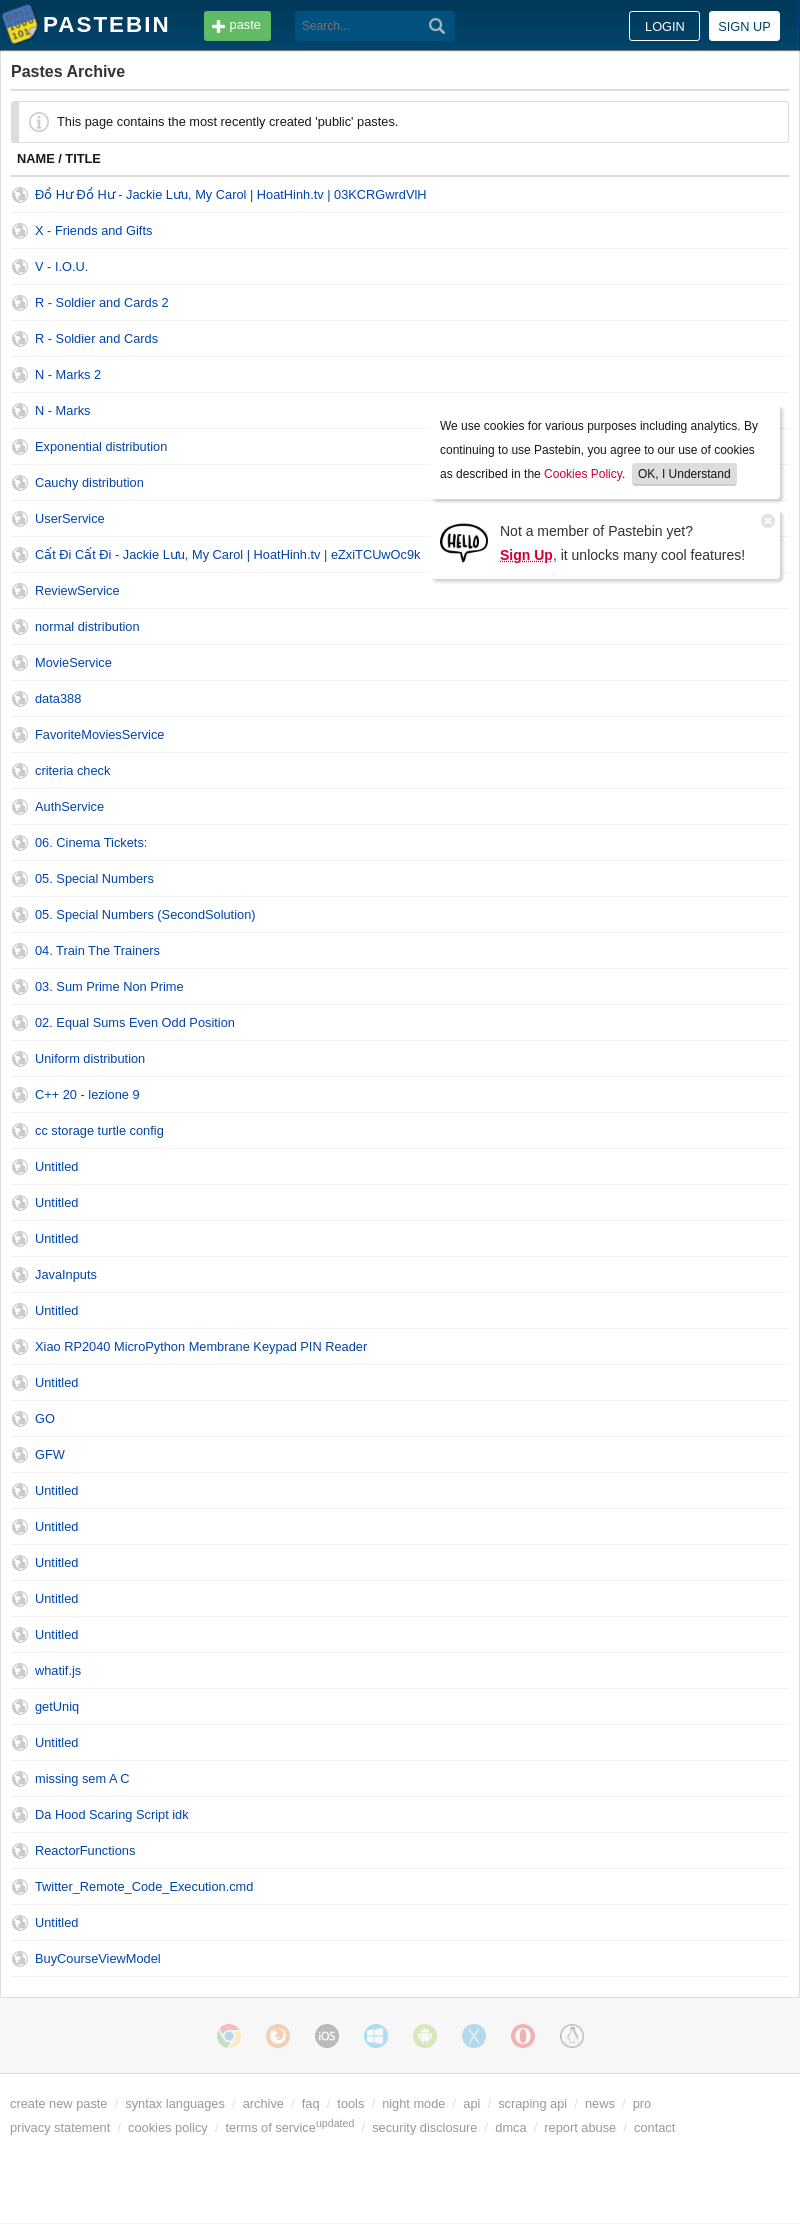 PASTEBIN
paste
Search...
LOGIN
SIGN UP
Pastes Archive
This page contains the most recently created 'public' pastes.
NAME / TITLE
Đồ Hư Đồ Hư - Jackie Lưu, My Carol | HoatHinh.tv | 03KCRGwrdVlH
X - Friends and Gifts
V - I.O.U.
R - Soldier and Cards 2
R - Soldier and Cards
N - Marks 2
N - Marks
Exponential distribution
Cauchy distribution
UserService
Cất Đi Cất Đi - Jackie Lưu, My Carol | HoatHinh.tv | eZxiTCUwOc9k
We use cookies for various purposes including analytics. By
continuing to use Pastebin, you agree to our use of cookies
as described in the Cookies Policy. OK, I Understand
HELLO
Not a member of Pastebin yet?
Sign Up, it unlocks many cool features!
ReviewService
normal distribution
MovieService
data388
FavoriteMoviesService
criteria check
AuthService
06. Cinema Tickets:
05. Special Numbers
05. Special Numbers (SecondSolution)
04. Train The Trainers
03. Sum Prime Non Prime
02. Equal Sums Even Odd Position
Uniform distribution
C++ 20 - lezione 9
cc storage turtle config
Untitled
Untitled
Untitled
JavaInputs
Untitled
Xiao RP2040 MicroPython Membrane Keypad PIN Reader
Untitled
GO
GFW
Untitled
Untitled
Untitled
Untitled
Untitled
whatif.js
getUniq
Untitled
missing sem A C
Da Hood Scaring Script idk
ReactorFunctions
Twitter_Remote_Code_Execution.cmd
Untitled
BuyCourseViewModel
iOS
create new paste / syntax languages / archive / faq / tools / night mode / api / scraping api / news / pro
privacy statement / cookies policy / terms of serviceupdated / security disclosure / dmca / report abuse / contact